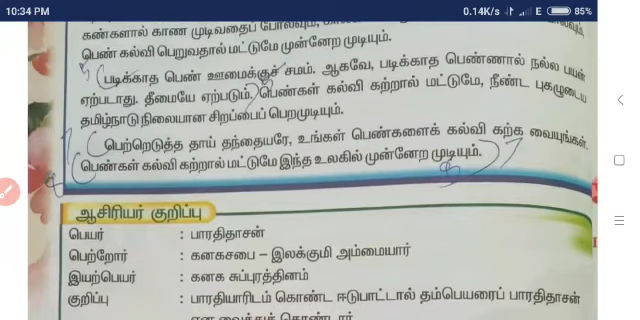 10:34 PM 0.14K/s E 85%
கண்களால் காண முடிவதைப் போலவும்,
பெண் கல்வி பெறுவதால் மட்டுமே முன்னேற முடியும்.
படிக்காத பெண் ஊமைக்குச் சமம். ஆகவே, படிக்காத பெண்ணால் நல்ல பயன்
ஏற்படாது. தீமையே ஏற்படும். பெண்கள் கல்வி கற்றால் மட்டுமே, நீண்ட புகழுடைய
தமிழ்நாடு நிலையான சிறப்பைப் பெறமுடியும்.
பெற்றெடுத்த தாய் தந்தையரே, உங்கள் பெண்களைக் கல்வி கற்க வையுங்கள்.
பெண்கள் கல்வி கற்றால் மட்டுமே இந்த உலகில் முன்னேற முடியும்.
ஆசிரியர் குறிப்பு
பெயர் : பாரதிதாசன்
பெற்றோர் : கனகசபை – இலக்குமி அம்மையார்
இயற்பெயர் : கனக சுப்புரத்தினம்
குறிப்பு : பாரதியாரிடம் கொண்ட ஈடுபாட்டால் தம்பெயரைப் பாரதிதாசன்
என வைத்துக் கொண்டார்